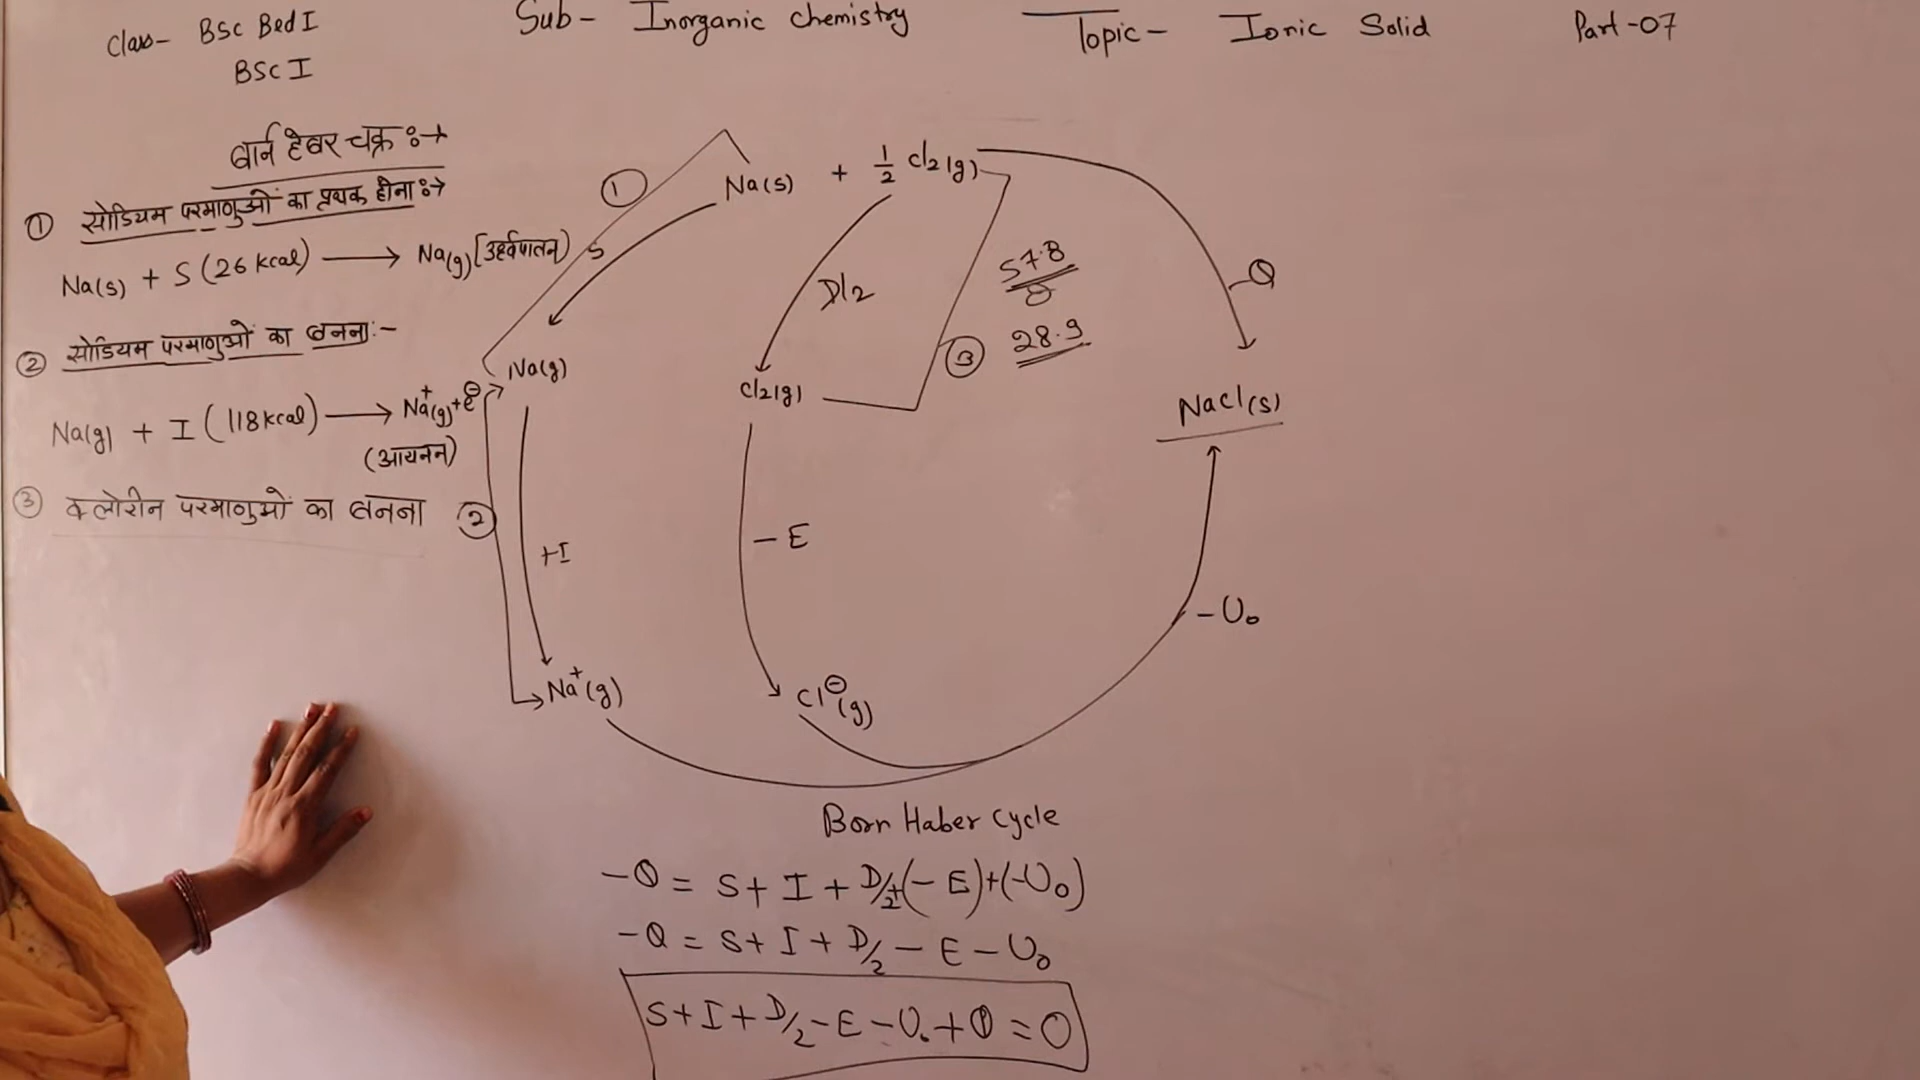 Class- BSc Bed I
BSc I
Sub- Inorganic chemistry
Topic- Ionic Solid
Part-07
बार्न हेबर चक्र :→
① सोडियम परमाणुओं का प्रथक होना :→
Na(s) + S (26 kcal) ⟶ Na(g) [उर्ध्वपातन]
② सोडियम परमाणुओं का बनना :-
Na(g) + I (118 kcal) ⟶ Na⁺(g) + e⊖
(आयनन)
③ क्लोरीन परमाणुओं का बनना
Na(s) + ½ Cl₂(g)
①
S
D/2
57.8
28.9
③
Q
Na(g)
Cl₂(g)
NaCl(s)
②
+I
- E
- U₀
Na⁺(g)
Cl⊖(g)
Born Haber Cycle
-Q = S + I + D/2 + (- E) + (-U₀)
-Q = S + I + D/2 - E - U₀
S + I + D/2 - E - U₀ + Q = 0